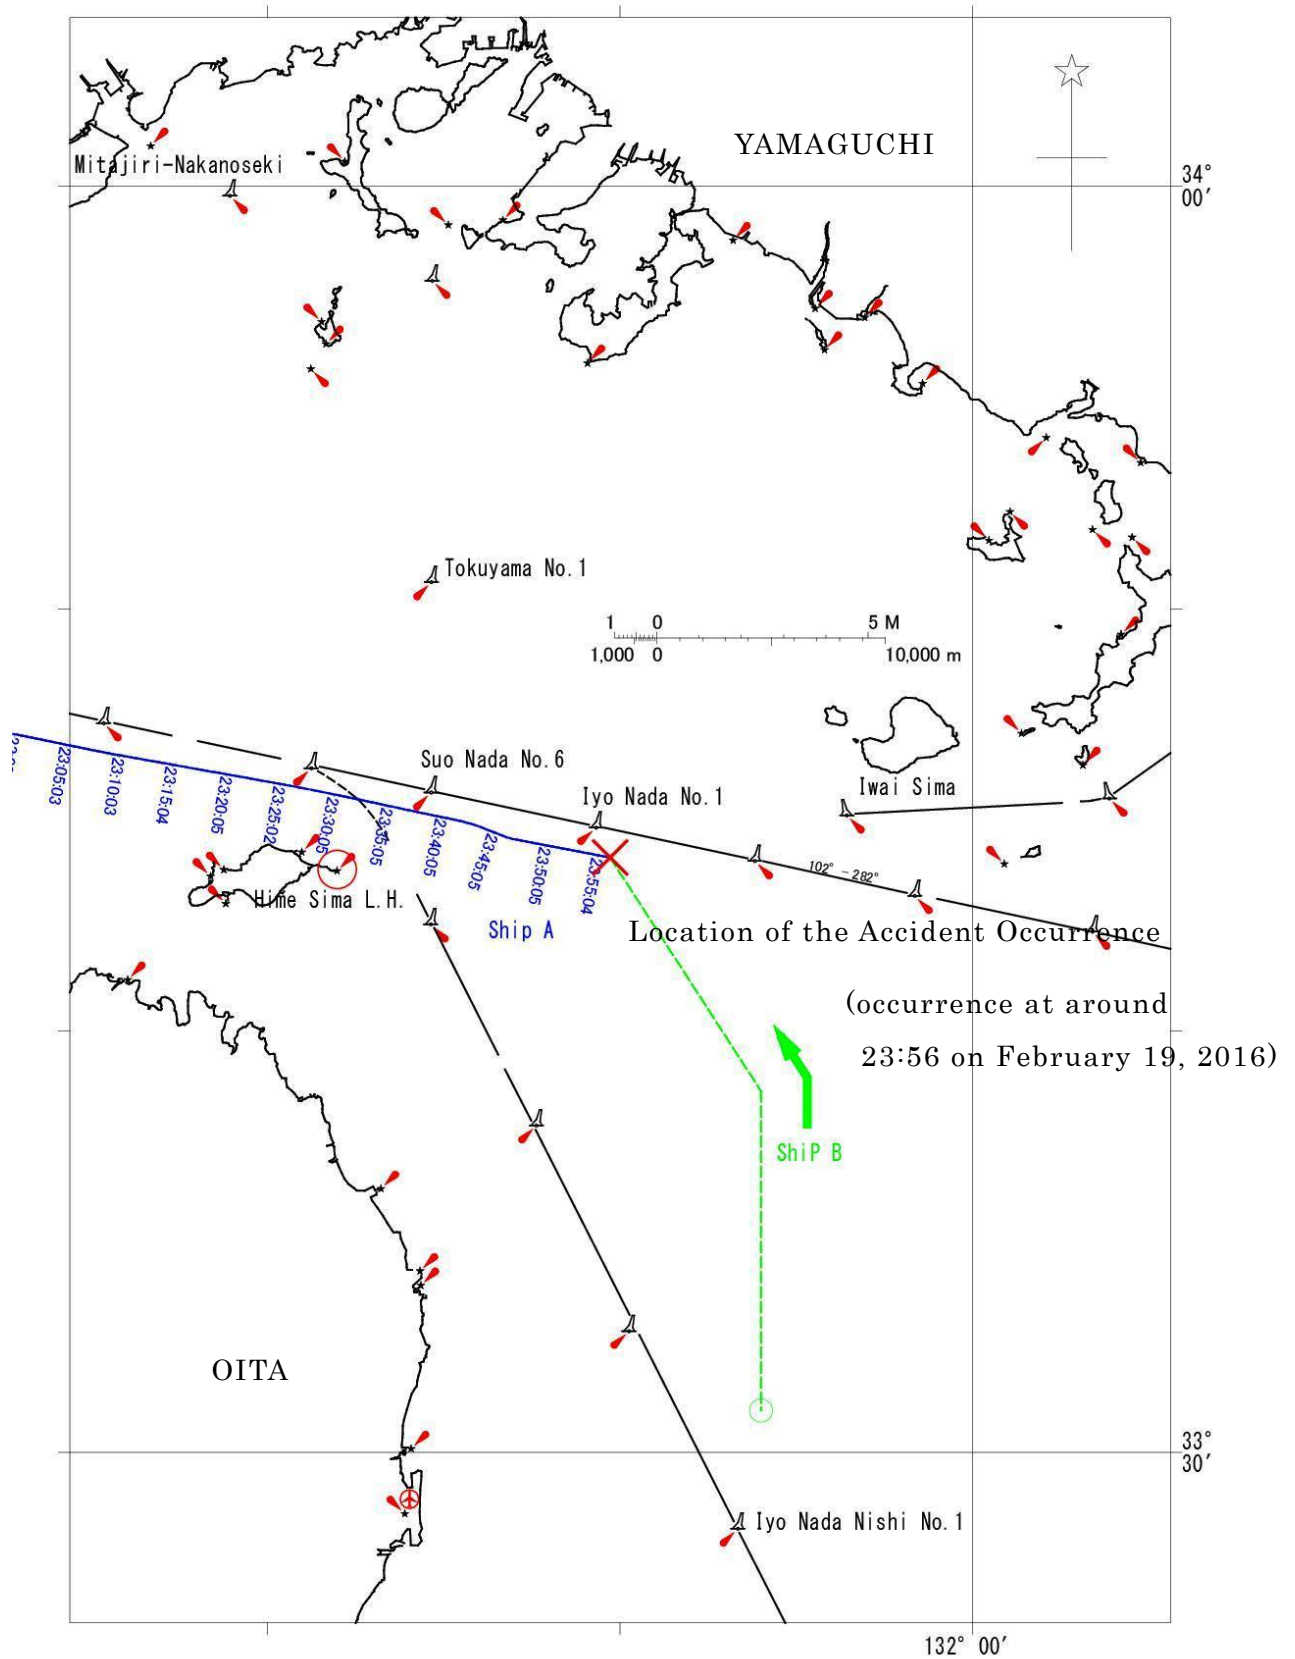 YAMAGUCHI
Mitajiri-Nakanoseki
34°
00′
Tokuyama No.1
1 0 5 M
1,000 0 10,000 m
Suo Nada No.6
Iyo Nada No.1
Iwai Sima
23:05:03
23:10:03
23:15:04
23:20:05
23:25:02
23:30:05
23:35:05
23:40:05
23:45:05
23:50:05
23:55:04
102° - 282°
Hime Sima L.H.
Ship A
Location of the Accident Occurrence
(occurrence at around
23:56 on February 19, 2016)
ShiP B
OITA
33°
30′
Iyo Nada Nishi No.1
132° 00′